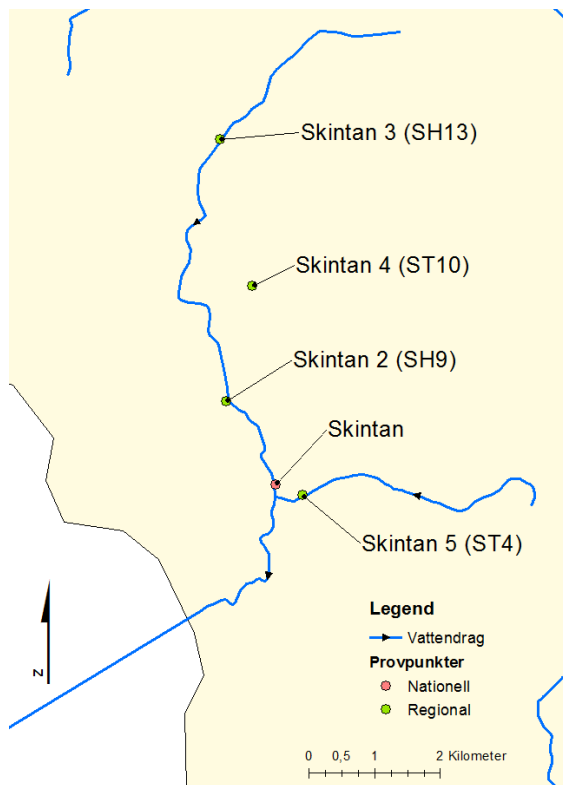 Skintan 3 (SH13)
Skintan 4 (ST10)
Skintan 2 (SH9)
Skintan
Skintan 5 (ST4)
Legend
Vattendrag
Provpunkter
Nationell
Regional
0 0,5 1 2 Kilometer
N